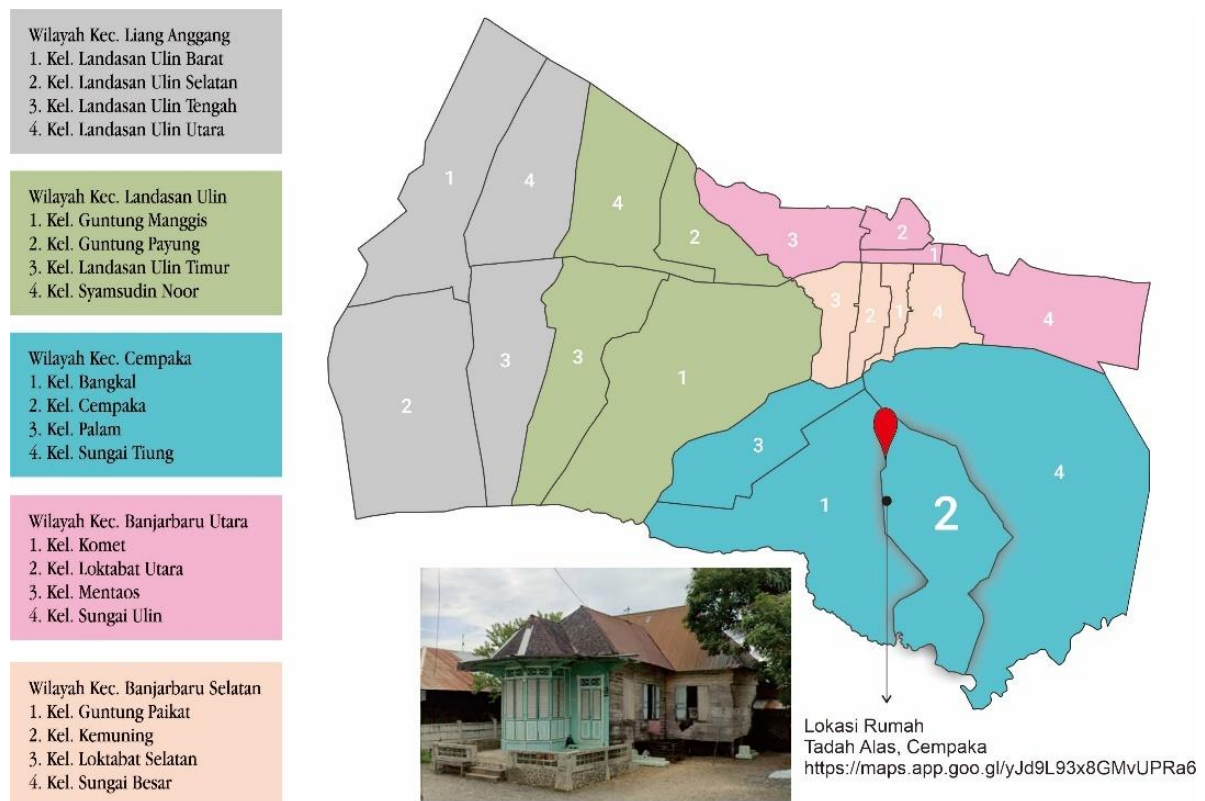 Wilayah Kec. Liang Anggang
1. Kel. Landasan Ulin Barat
2. Kel. Landasan Ulin Selatan
3. Kel. Landasan Ulin Tengah
4. Kel. Landasan Ulin Utara
Wilayah Kec. Landasan Ulin
1. Kel. Guntung Manggis
2. Kel. Guntung Payung
3. Kel. Landasan Ulin Timur
4. Kel. Syamsudin Noor
Wilayah Kec. Cempaka
1. Kel. Bangkal
2. Kel. Cempaka
3. Kel. Palam
4. Kel. Sungai Tiung
Wilayah Kec. Banjarbaru Utara
1. Kel. Komet
2. Kel. Loktabat Utara
3. Kel. Mentaos
4. Kel. Sungai Ulin
Wilayah Kec. Banjarbaru Selatan
1. Kel. Guntung Paikat
2. Kel. Kemuning
3. Kel. Loktabat Selatan
4. Kel. Sungai Besar
1
4
2
3
4
2
3
1
3
2
1
4
3
2
1
4
3
1
2
4
Lokasi Rumah
Tadah Alas, Cempaka
https://maps.app.goo.gl/yJd9L93x8GMvUPRa6